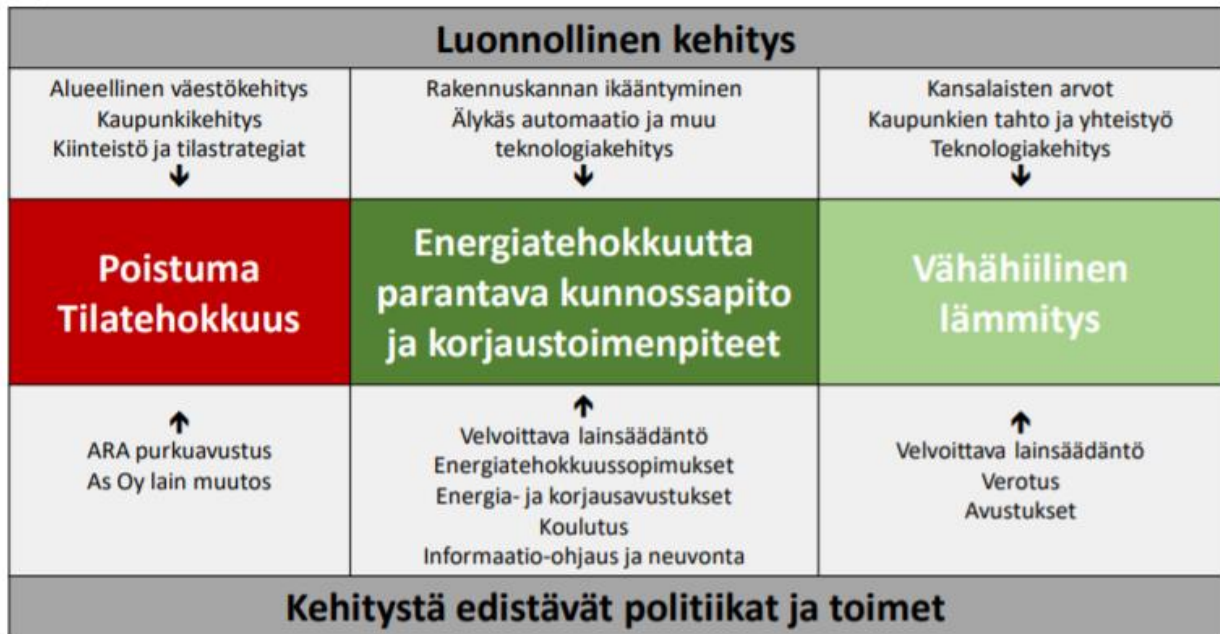 Luonnollinen kehitys
Alueellinen väestökehitys
Kaupunkikehitys
Kiinteistö ja tilastrategiat
Rakennuskannan ikääntyminen
Älykäs automaatio ja muu
teknologiakehitys
Kansalaisten arvot
Kaupunkien tahto ja yhteistyö
Teknologiakehitys
Poistuma
Tilatehokkuus
Energiatehokkuutta
parantava kunnossapito
ja korjaustoimenpiteet
Vähähiilinen
lämmitys
ARA purkuavustus
As Oy lain muutos
Velvoittava lainsäädäntö
Energiatehokkuussopimukset
Energia- ja korjausavustukset
Koulutus
Informaatio-ohjaus ja neuvonta
Velvoittava lainsäädäntö
Verotus
Avustukset
Kehitystä edistävät politiikat ja toimet